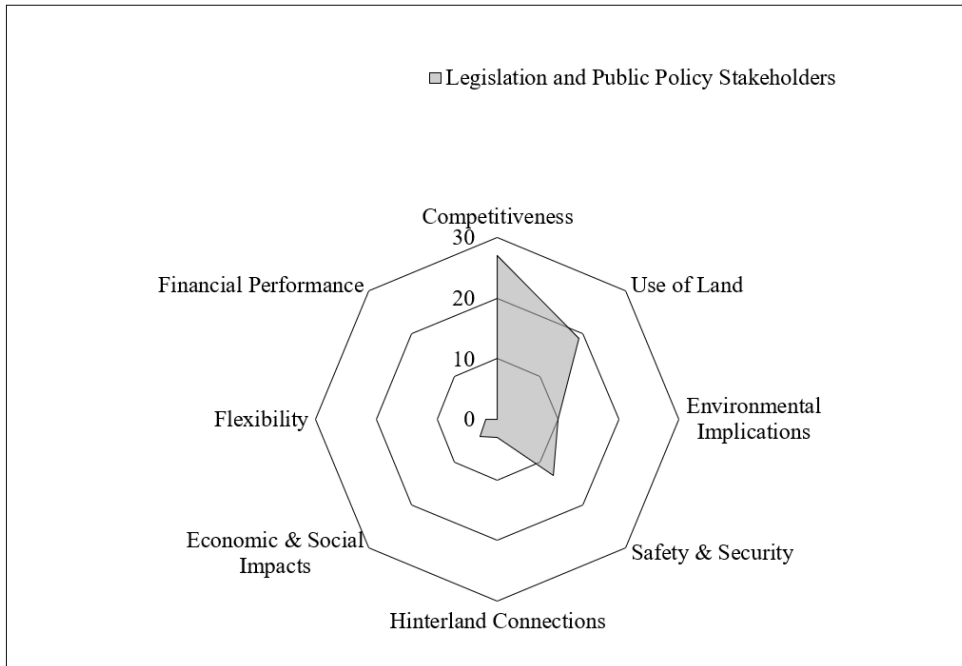 Legislation and Public Policy Stakeholders
Competitiveness
30
Financial Performance
Use of Land
20
10
Flexibility
0
Environmental
Implications
Economic & Social
Impacts
Safety & Security
Hinterland Connections